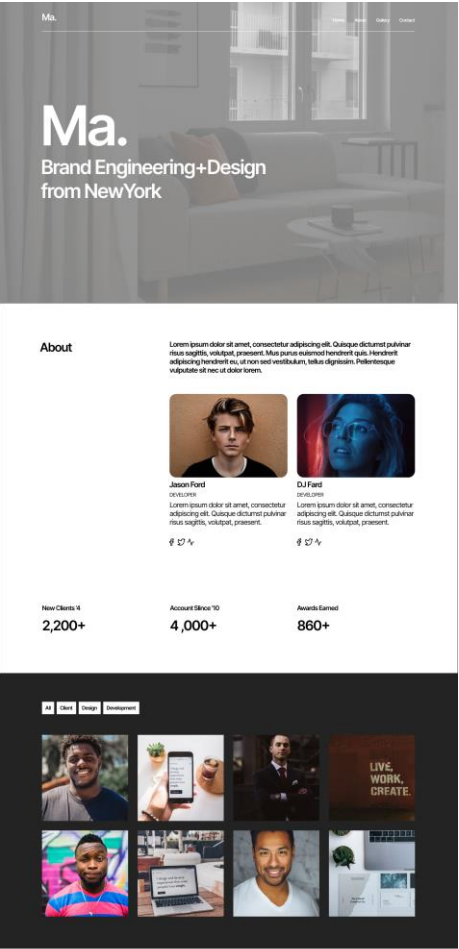 Ma.
Home About Gallery Contact
Ma.
Brand Engineering+Design
from NewYork
About
Lorem ipsum dolor sit amet, consectetur adipiscing elit. Quisque dictumst pulvinar
risus sagittis, volutpat, praesent. Mus purus euismod hendrerit quis. Hendrerit
adipiscing hendrerit eu, ut non sed vestibulum, tellus dignissim. Pellentesque
vulputate sit nec ut dolor lorem.
Jason Ford
DEVELOPER
Lorem ipsum dolor sit amet, consectetur
adipiscing elit. Quisque dictumst pulvinar
risus sagittis, volutpat, praesent.
DJ Fard
DEVELOPER
Lorem ipsum dolor sit amet, consectetur
adipiscing elit. Quisque dictumst pulvinar
risus sagittis, volutpat, praesent.
New Clients '4
2,200+
Account Slince '10
4 ,000+
Awards Earned
860+
All Client Design Development
LIVE,
WORK,
CREATE.